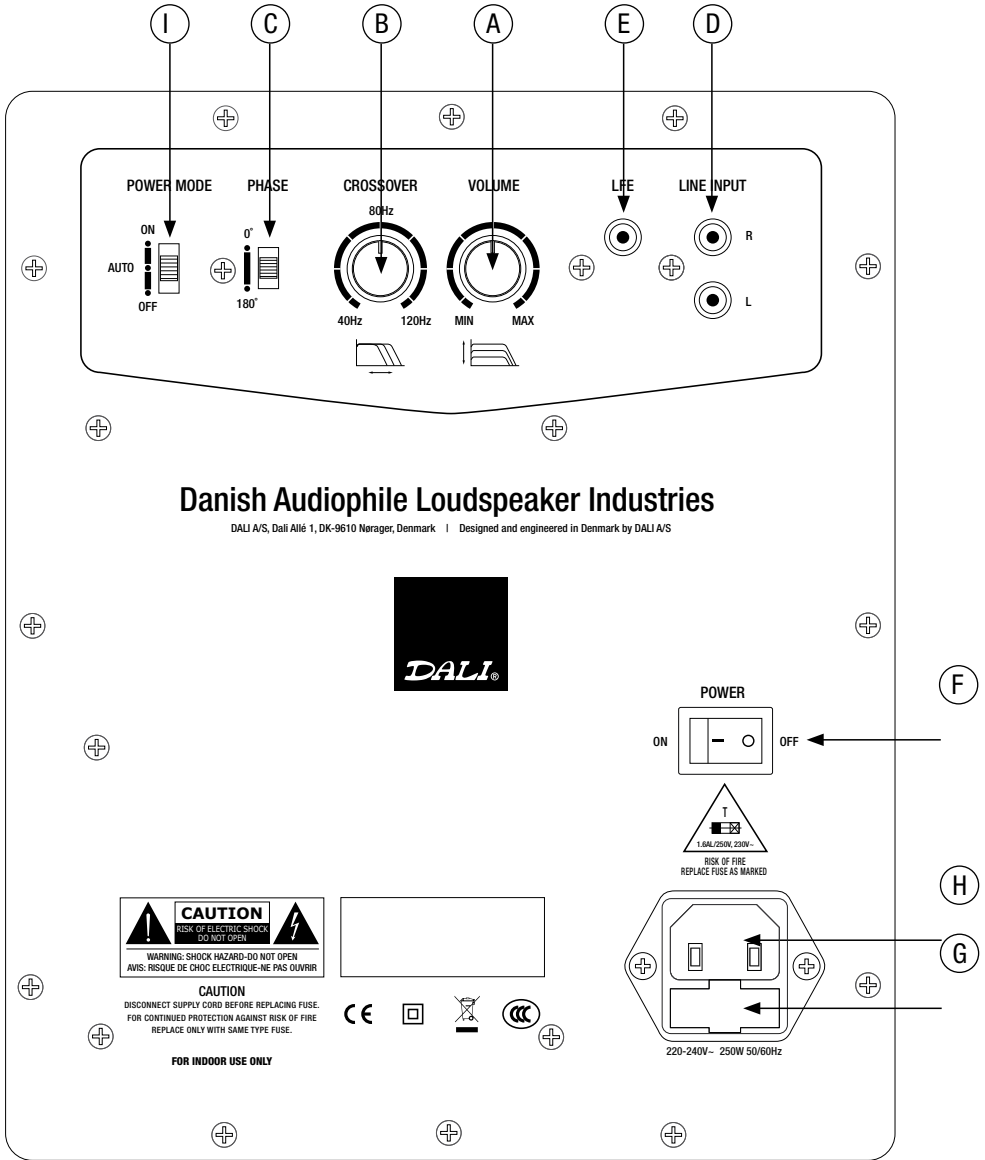 I C B A E D
POWER MODE PHASE CROSSOVER VOLUME LFE LINE INPUT
80Hz
ON 0° R
AUTO
OFF 180° L
40Hz 120Hz MIN MAX
Danish Audiophile Loudspeaker Industries
DALI A/S, Dali Allé 1, DK-9610 Nørager, Denmark | Designed and engineered in Denmark by DALI A/S
DALI®
F
POWER
ON OFF
T
1.6AL/250V, 230V~
RISK OF FIRE
REPLACE FUSE AS MARKED
H
G
220-240V~ 250W 50/60Hz
CAUTION
RISK OF ELECTRIC SHOCK
DO NOT OPEN
WARNING: SHOCK HAZARD-DO NOT OPEN
AVIS: RISQUE DE CHOC ELECTRIQUE-NE PAS OUVRIR
CAUTION
DISCONNECT SUPPLY CORD BEFORE REPLACING FUSE.
FOR CONTINUED PROTECTION AGAINST RISK OF FIRE
REPLACE ONLY WITH SAME TYPE FUSE.
CE
CCC
FOR INDOOR USE ONLY